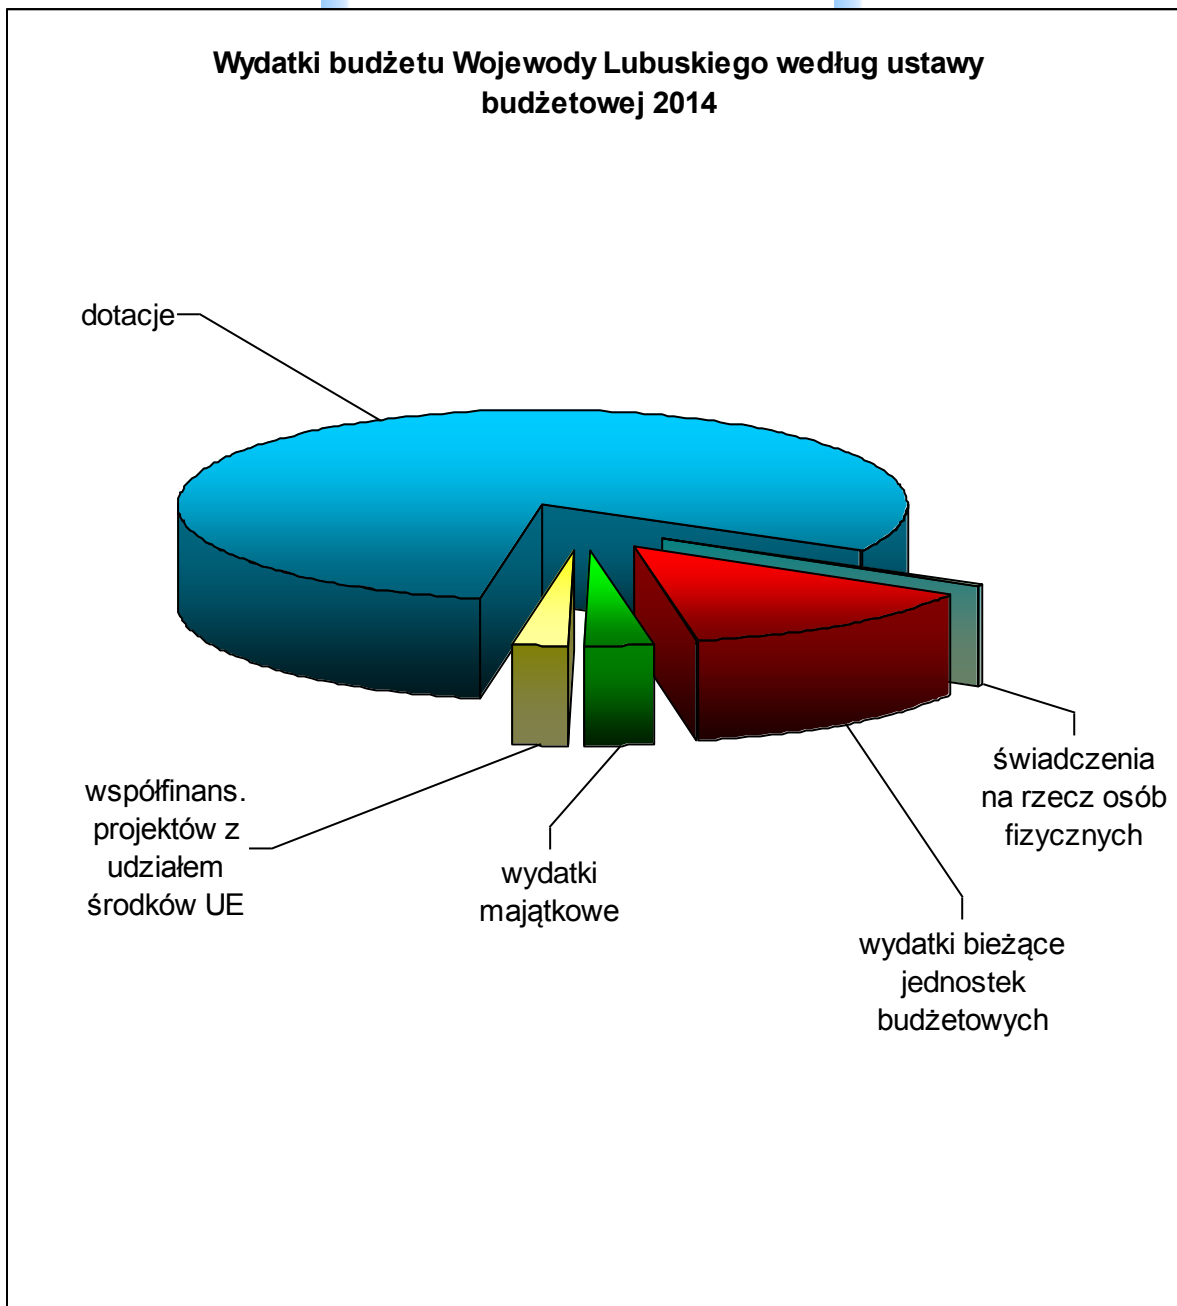 Wydatki budżetu Wojewody Lubuskiego według ustawy
budżetowej 2014
dotacje
świadczenia
na rzecz osób
fizycznych
współfinans.
projektów z
udziałem
środków UE
wydatki
majątkowe
wydatki bieżące
jednostek
budżetowych